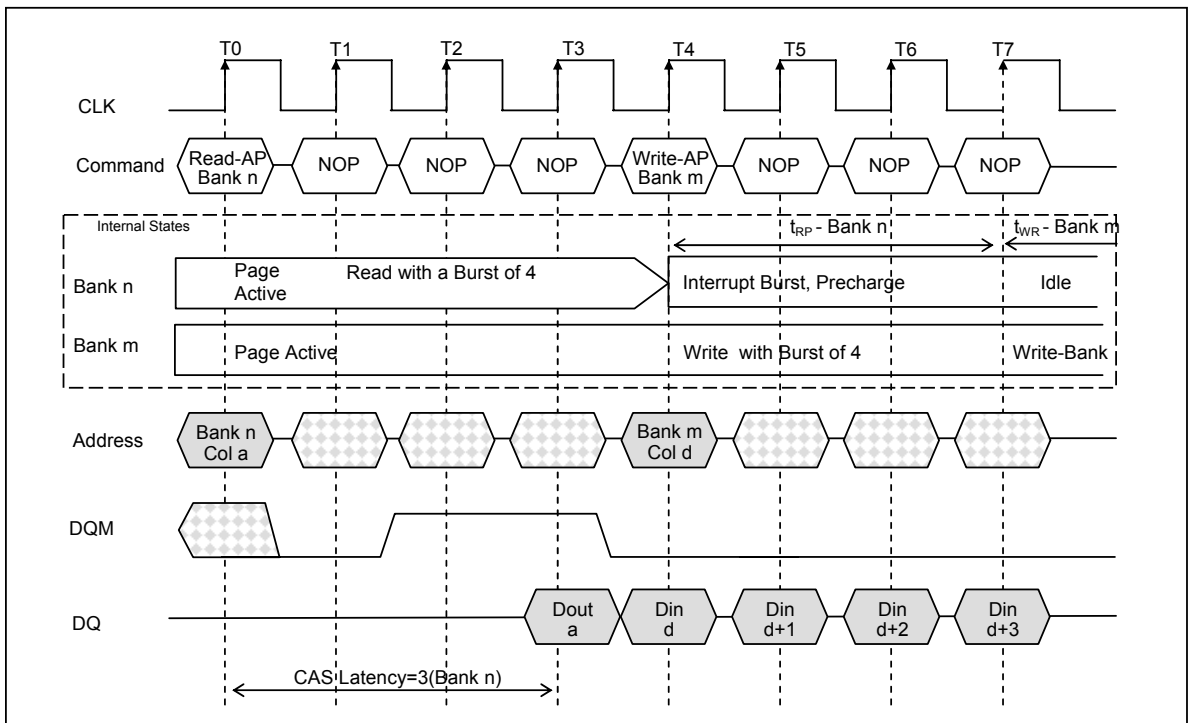 T0 T1 T2 T3 T4 T5 T6 T7
CLK
Command
Read-AP
Bank n
NOP
NOP
NOP
Write-AP
Bank m
NOP
NOP
NOP
Internal States
tRP - Bank n
tWR - Bank m
Bank n
Page
Active
Read with a Burst of 4
Interrupt Burst, Precharge
Idle
Bank m
Page Active
Write with Burst of 4
Write-Bank
Address
Bank n
Col a
Bank m
Col d
DQM
DQ
Dout
a
Din
d
Din
d+1
Din
d+2
Din
d+3
CAS Latency=3(Bank n)